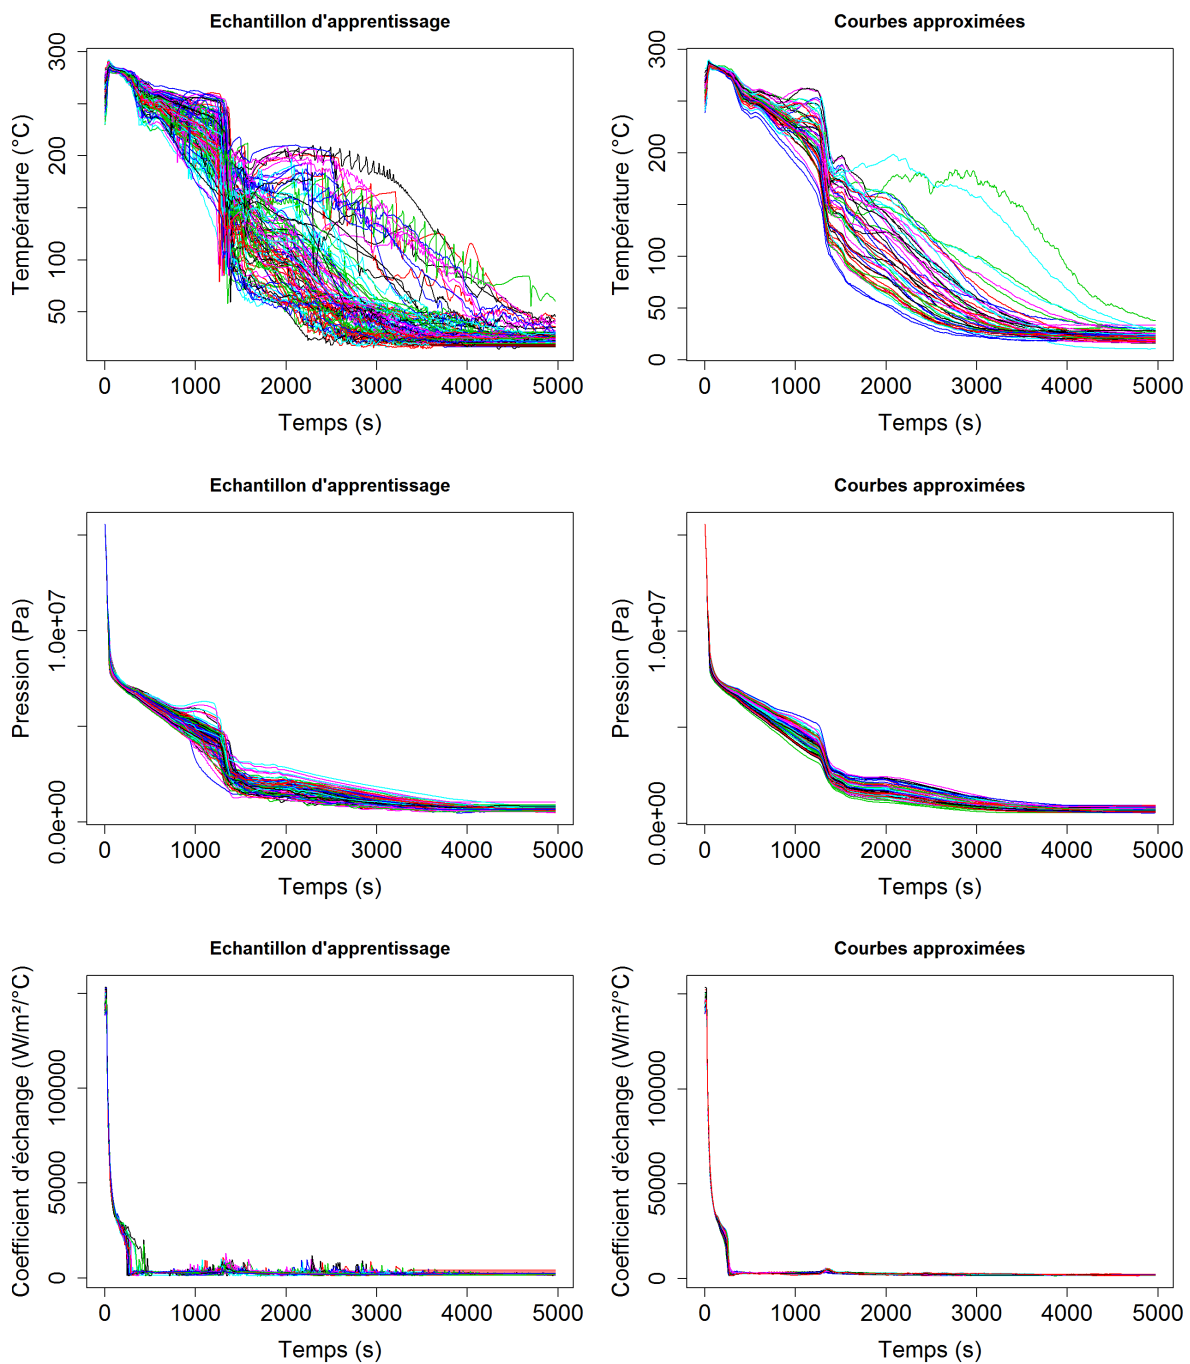 Echantillon d'apprentissage
Courbes approximées
Température (°C)
300
200
100
50
0 1000 2000 3000 4000 5000
Temps (s)
Température (°C)
300
200
100
50
0
0 1000 2000 3000 4000 5000
Temps (s)
Echantillon d'apprentissage
Courbes approximées
Pression (Pa)
1.0e+07
0.0e+00
0 1000 2000 3000 4000 5000
Temps (s)
Pression (Pa)
1.0e+07
0.0e+00
0 1000 2000 3000 4000 5000
Temps (s)
Echantillon d'apprentissage
Courbes approximées
Coefficient d'échange (W/m²/°C)
100000
50000
0
0 1000 2000 3000 4000 5000
Temps (s)
Coefficient d'échange (W/m²/°C)
100000
50000
0
0 1000 2000 3000 4000 5000
Temps (s)